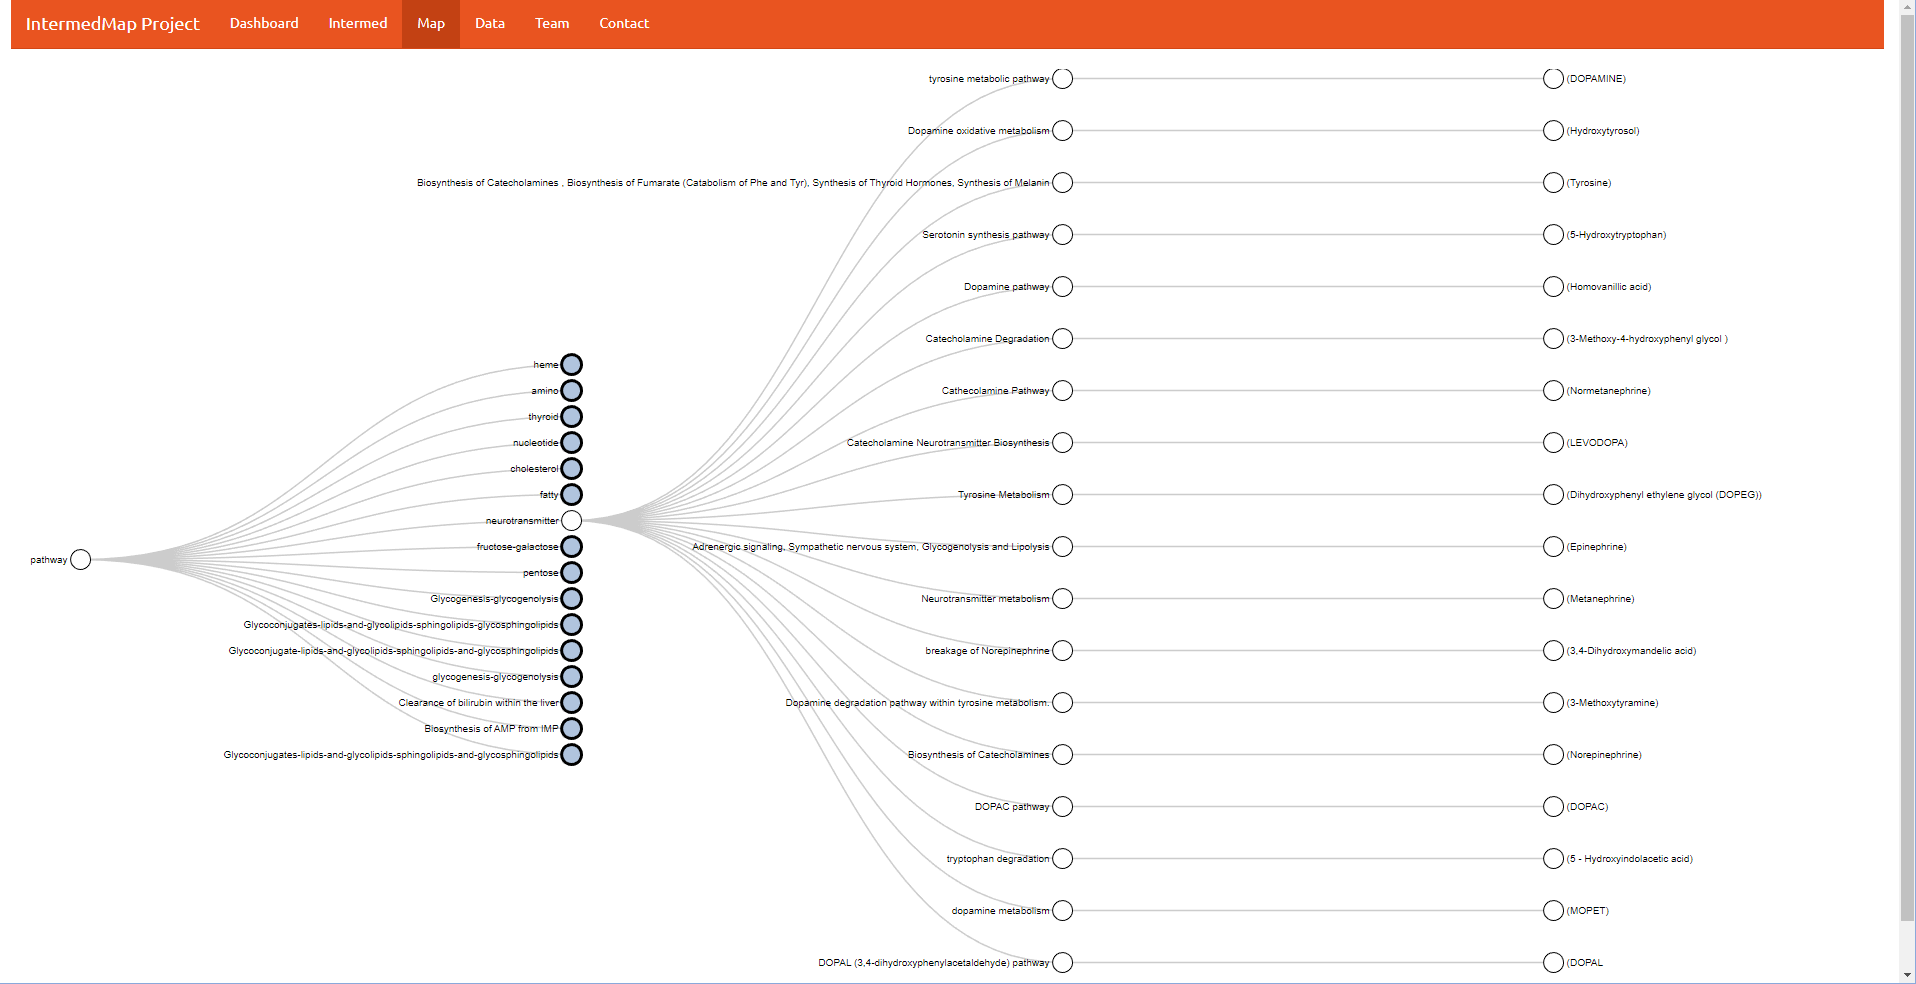 IntermedMap Project Dashboard Intermed Map Data Team Contact
tyrosine metabolic pathway (DOPAMINE)
Dopamine oxidative metabolism (Hydroxytyrosol)
Biosynthesis of Catecholamines , Biosynthesis of Fumarate (Catabolism of Phe and Tyr), Synthesis of Thyroid Hormones, Synthesis of Melanin (Tyrosine)
Serotonin synthesis pathway (5-Hydroxytryptophan)
Dopamine pathway (Homovanillic acid)
Catecholamine Degradation (3-Methoxy-4-hydroxyphenyl glycol )
heme
amino
Cathecolamine Pathway (Normetanephrine)
thyroid
nucleotide
Catecholamine Neurotransmitter Biosynthesis (LEVODOPA)
cholesterol
fatty
Tyrosine Metabolism (Dihydroxyphenyl ethylene glycol (DOPEG))
neurotransmitter
fructose-galactose
Adrenergic signaling, Sympathetic nervous system, Glycogenolysis and Lipolysis (Epinephrine)
pathway
pentose
Glycogenesis-glycogenolysis
Neurotransmitter metabolism (Metanephrine)
Glycoconjugates-lipids-and-glycolipids-sphingolipids-glycosphingolipids
Glycoconjugate-lipids-and-glycolipids-sphingolipids-and-glycosphingolipids
breakage of Norepinephrine (3,4-Dihydroxymandelic acid)
glycogenesis-glycogenolysis
Clearance of bilirubin within the liver
Dopamine degradation pathway within tyrosine metabolism. (3-Methoxytyramine)
Biosynthesis of AMP from IMP
Glycoconjugates-lipids-and-glycolipids-sphingolipids-and-glycosphingolipids
Biosynthesis of Catecholamines (Norepinephrine)
DOPAC pathway (DOPAC)
tryptophan degradation (5 - Hydroxyindolacetic acid)
dopamine metabolism (MOPET)
DOPAL (3,4-dihydroxyphenylacetaldehyde) pathway (DOPAL